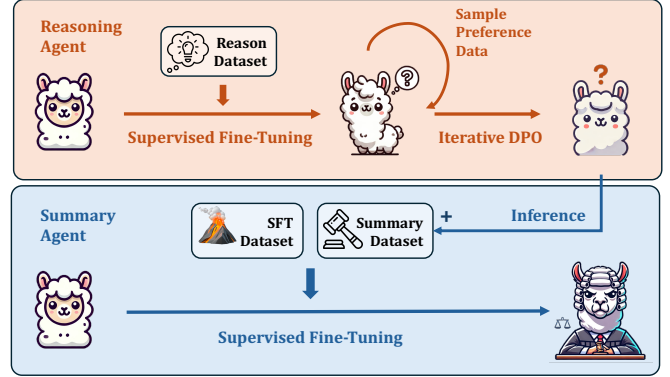 Reasoning
Agent
Reason
Dataset
Sample
Preference
Data
?
?
Supervised Fine-Tuning
Iterative DPO
Summary
Agent
SFT
Dataset
Summary
Dataset
+
Inference
Supervised Fine-Tuning